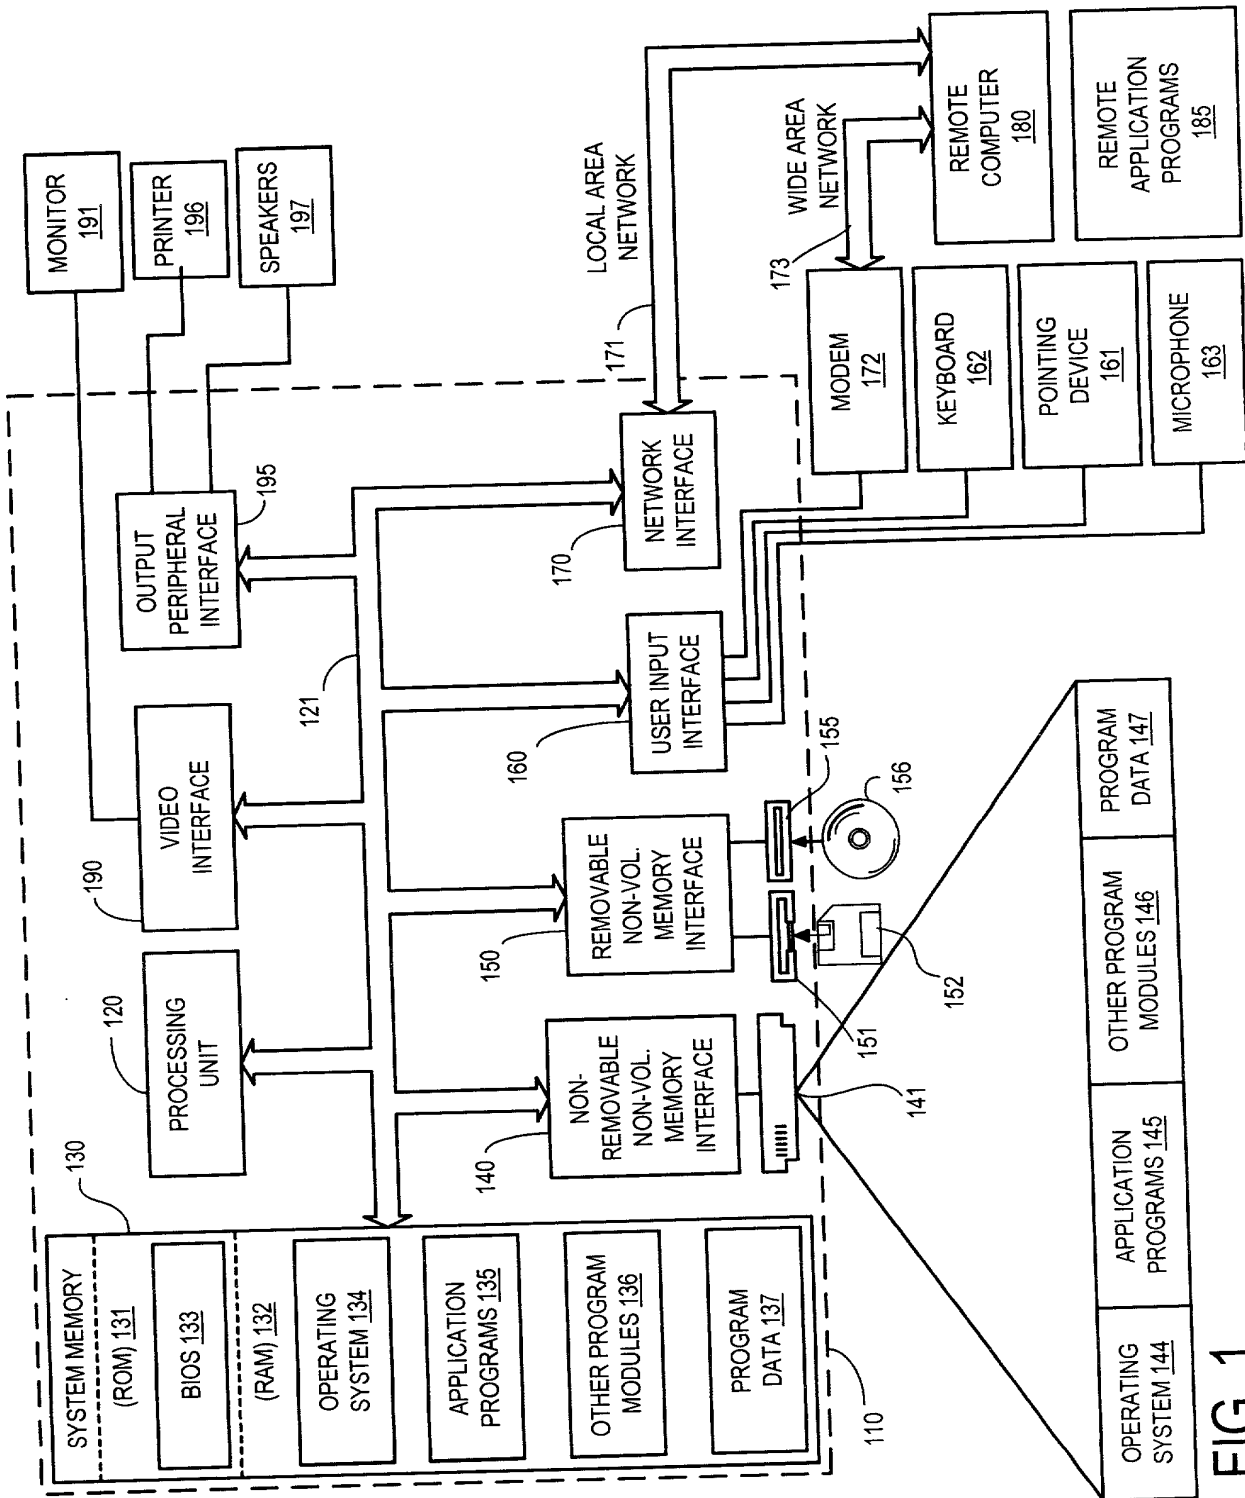 SYSTEM MEMORY
(ROM) 131
BIOS 133
(RAM) 132
OPERATING
SYSTEM 134
APPLICATION
PROGRAMS 135
OTHER PROGRAM
MODULES 136
PROGRAM
DATA 137
130
110
120
PROCESSING
UNIT
190
VIDEO
INTERFACE
121
OUTPUT
PERIPHERAL
INTERFACE
195
MONITOR
191
PRINTER
196
SPEAKERS
197
140
NON-
REMOVABLE
NON-VOL.
MEMORY
INTERFACE
150
REMOVABLE
NON-VOL.
MEMORY
INTERFACE
160
USER INPUT
INTERFACE
170
NETWORK
INTERFACE
171
LOCAL AREA
NETWORK
141
151
152
155
156
173
WIDE AREA
NETWORK
MODEM
172
KEYBOARD
162
POINTING
DEVICE
161
MICROPHONE
163
REMOTE
COMPUTER
180
REMOTE
APPLICATION
PROGRAMS
185
OPERATING
SYSTEM 144
APPLICATION
PROGRAMS 145
OTHER PROGRAM
MODULES 146
PROGRAM
DATA 147
FIG. 1